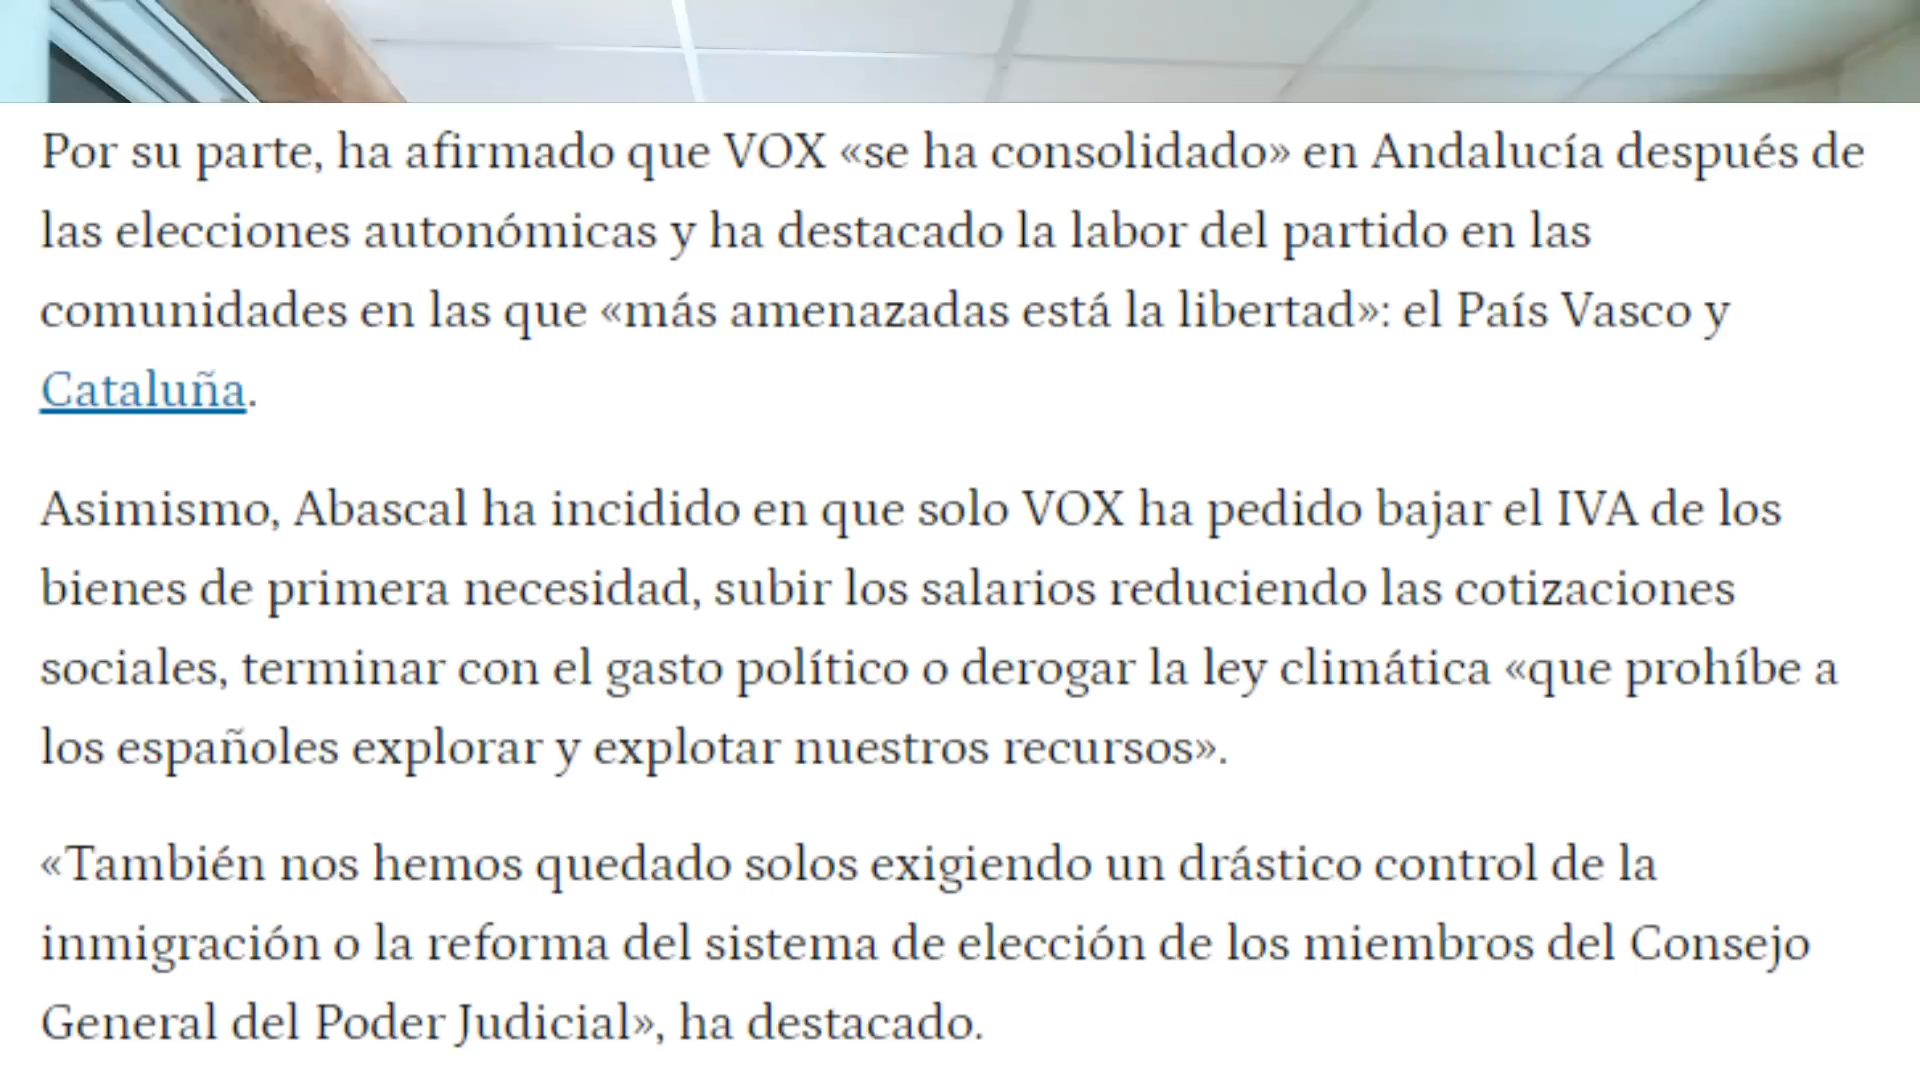 Por su parte, ha afirmado que VOX «se ha consolidado» en Andalucía después de
las elecciones autonómicas y ha destacado la labor del partido en las
comunidades en las que «más amenazadas está la libertad»: el País Vasco y
Cataluña.
Asimismo, Abascal ha incidido en que solo VOX ha pedido bajar el IVA de los
bienes de primera necesidad, subir los salarios reduciendo las cotizaciones
sociales, terminar con el gasto político o derogar la ley climática «que prohíbe a
los españoles explorar y explotar nuestros recursos».
«También nos hemos quedado solos exigiendo un drástico control de la
inmigración o la reforma del sistema de elección de los miembros del Consejo
General del Poder Judicial», ha destacado.